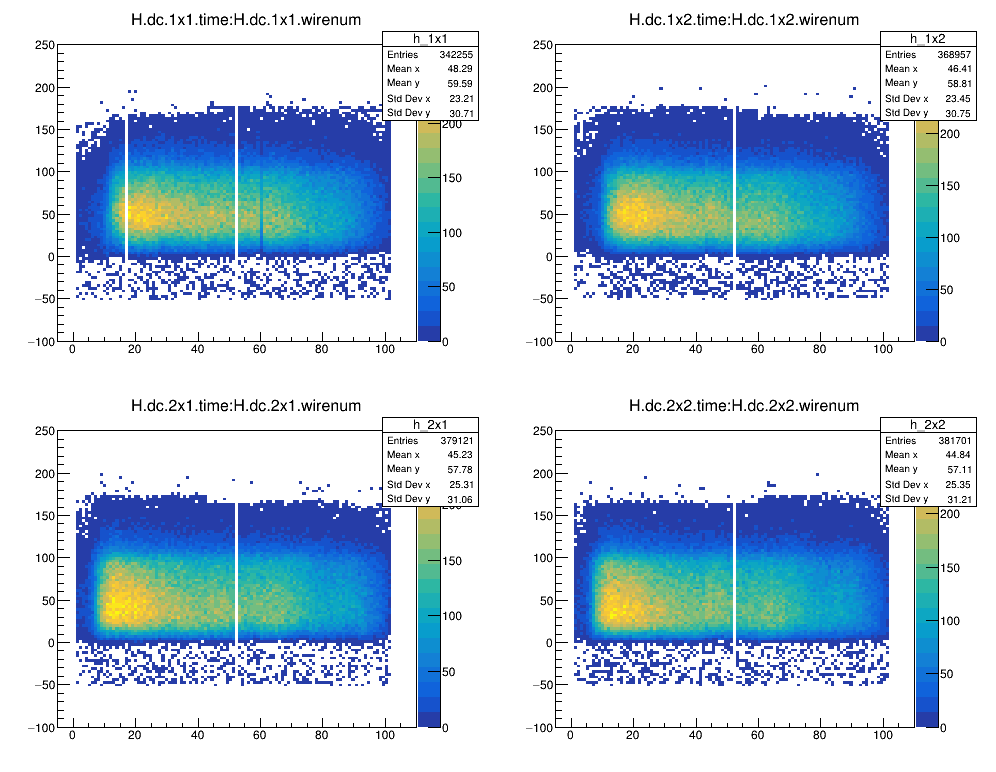 H.dc.1x1.time:H.dc.1x1.wirenum
h_1x1
Entries 342255
Mean x 48.29
Mean y 59.59
Std Dev x 23.21
Std Dev y 30.71
250
200
150
100
50
0
−50
−100
0 20 40 60 80 100
200
150
100
50
0
H.dc.1x2.time:H.dc.1x2.wirenum
h_1x2
Entries 368957
Mean x 46.41
Mean y 58.81
Std Dev x 23.45
Std Dev y 30.75
250
200
150
100
50
0
−50
−100
0 20 40 60 80 100
200
150
100
50
0
H.dc.2x1.time:H.dc.2x1.wirenum
h_2x1
Entries 379121
Mean x 45.23
Mean y 57.78
Std Dev x 25.31
Std Dev y 31.06
250
200
150
100
50
0
−50
−100
0 20 40 60 80 100
200
150
100
50
0
H.dc.2x2.time:H.dc.2x2.wirenum
h_2x2
Entries 381701
Mean x 44.84
Mean y 57.11
Std Dev x 25.35
Std Dev y 31.21
250
200
150
100
50
0
−50
−100
0 20 40 60 80 100
200
150
100
50
0